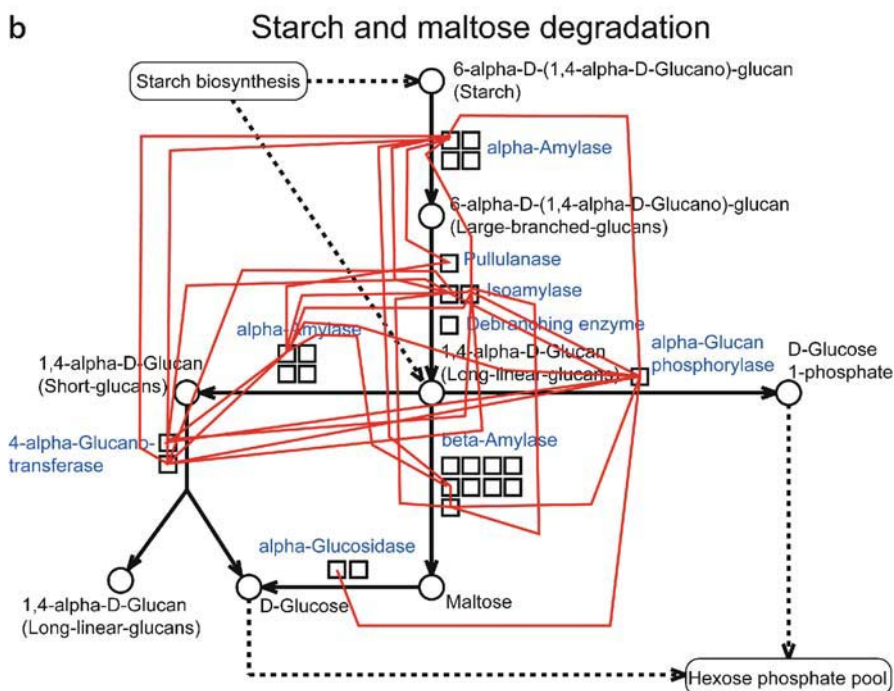 b
Starch and maltose degradation
Starch biosynthesis
6-alpha-D-(1,4-alpha-D-Glucano)-glucan
(Starch)
alpha-Amylase
6-alpha-D-(1,4-alpha-D-Glucano)-glucan
(Large-branched-glucans)
Pullulanase
Isoamylase
alpha-Amylase
Debranching enzyme
1,4-alpha-D-Glucan
(Short-glucans)
1,4-alpha-D-Glucan
(Long-linear-glucans)
alpha-Glucan
phosphorylase
D-Glucose
1-phosphate
4-alpha-Glucano-
transferase
beta-Amylase
alpha-Glucosidase
1,4-alpha-D-Glucan
(Long-linear-glucans)
D-Glucose
Maltose
Hexose phosphate pool